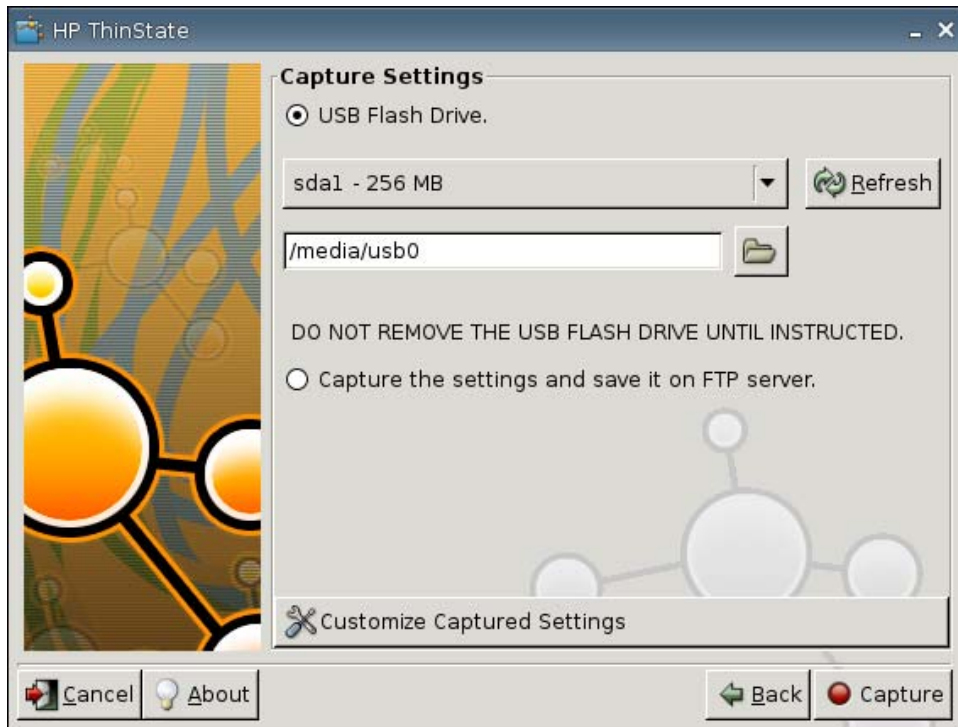 HP ThinState
Capture Settings
USB Flash Drive.
sda1 - 256 MB
Refresh
/media/usb0
DO NOT REMOVE THE USB FLASH DRIVE UNTIL INSTRUCTED.
Capture the settings and save it on FTP server.
Customize Captured Settings
Cancel
About
Back
Capture